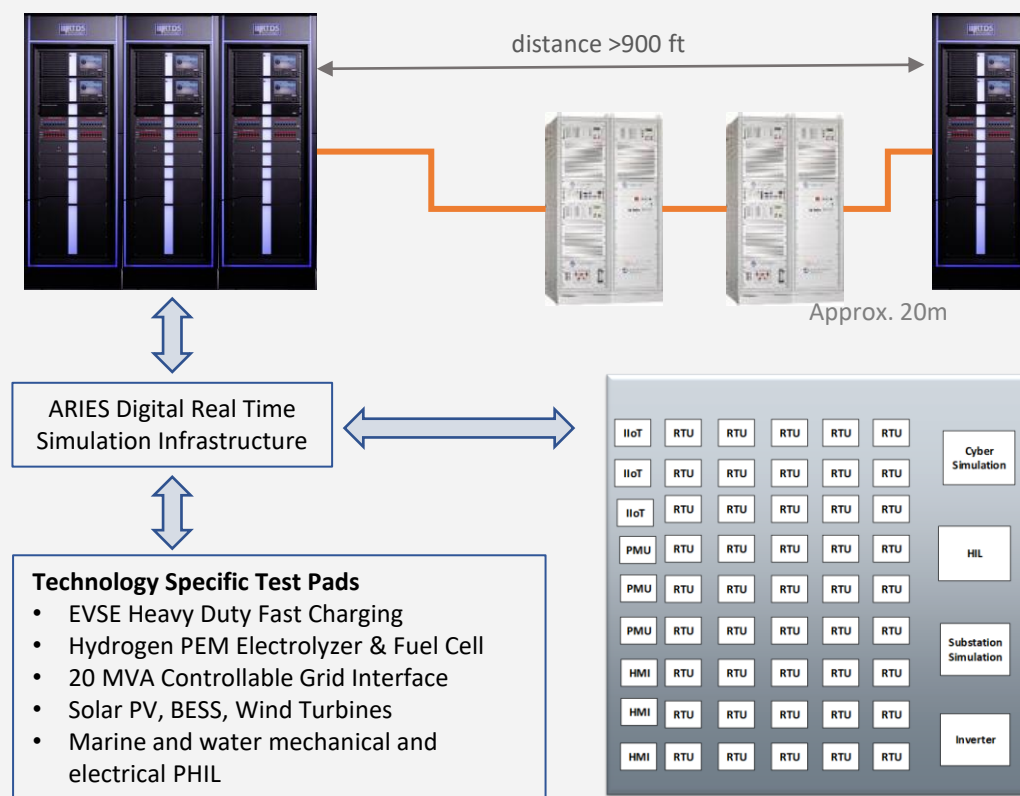 RTDS RTDS RTDS RTDS
distance >900 ft
Approx. 20m
ARIES Digital Real Time
Simulation Infrastructure
Technology Specific Test Pads
• EVSE Heavy Duty Fast Charging
• Hydrogen PEM Electrolyzer & Fuel Cell
• 20 MVA Controllable Grid Interface
• Solar PV, BESS, Wind Turbines
• Marine and water mechanical and
electrical PHIL
IIoT RTU RTU RTU RTU RTU
IIoT RTU RTU RTU RTU RTU
IIoT RTU RTU RTU RTU RTU
PMU RTU RTU RTU RTU RTU
PMU RTU RTU RTU RTU RTU
PMU RTU RTU RTU RTU RTU
HMI RTU RTU RTU RTU RTU
HMI RTU RTU RTU RTU RTU
HMI RTU RTU RTU RTU RTU
Cyber
Simulation
HIL
Substation
Simulation
Inverter